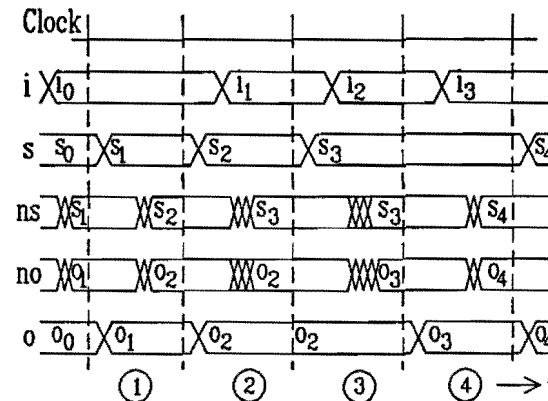 Clock
i i₀ i₁ i₂ i₃
s s₀ s₁ s₂ s₃ s₄
ns s₁ s₂ s₃ s₃ s₄
no o₁ o₂ o₂ o₃ o₄
o o₀ o₁ o₂ o₂ o₃ o₄
① ② ③ ④